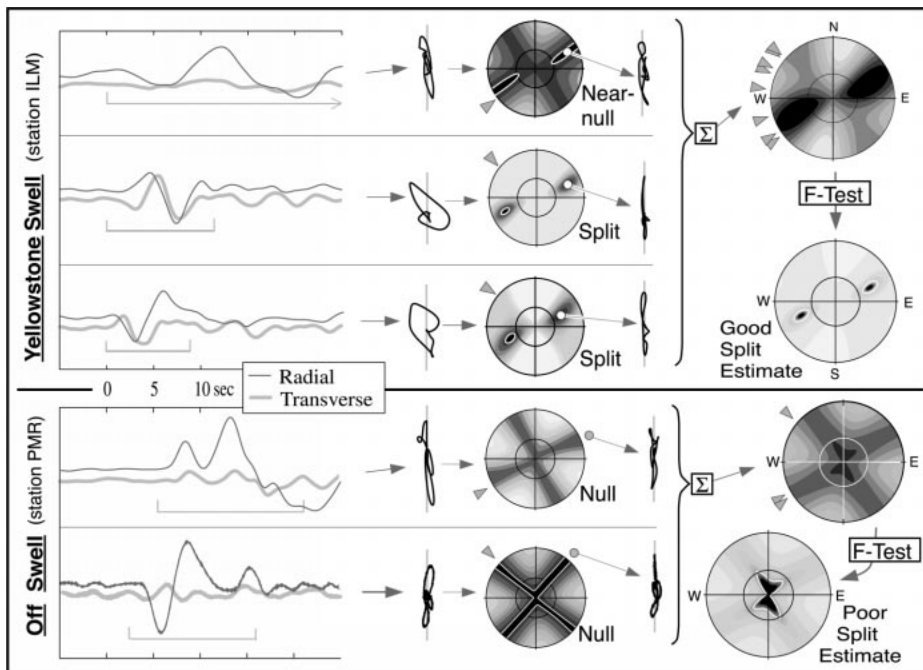 Yellowstone Swell (station ILM)
Near-
null
Split
Split
Σ
N
W
E
F-Test
W
E
S
Good
Split
Estimate
0 5 10 sec
Radial
Transverse
Off Swell (station PMR)
Null
Null
Σ
W
E
F-Test
W
E
Poor
Split
Estimate